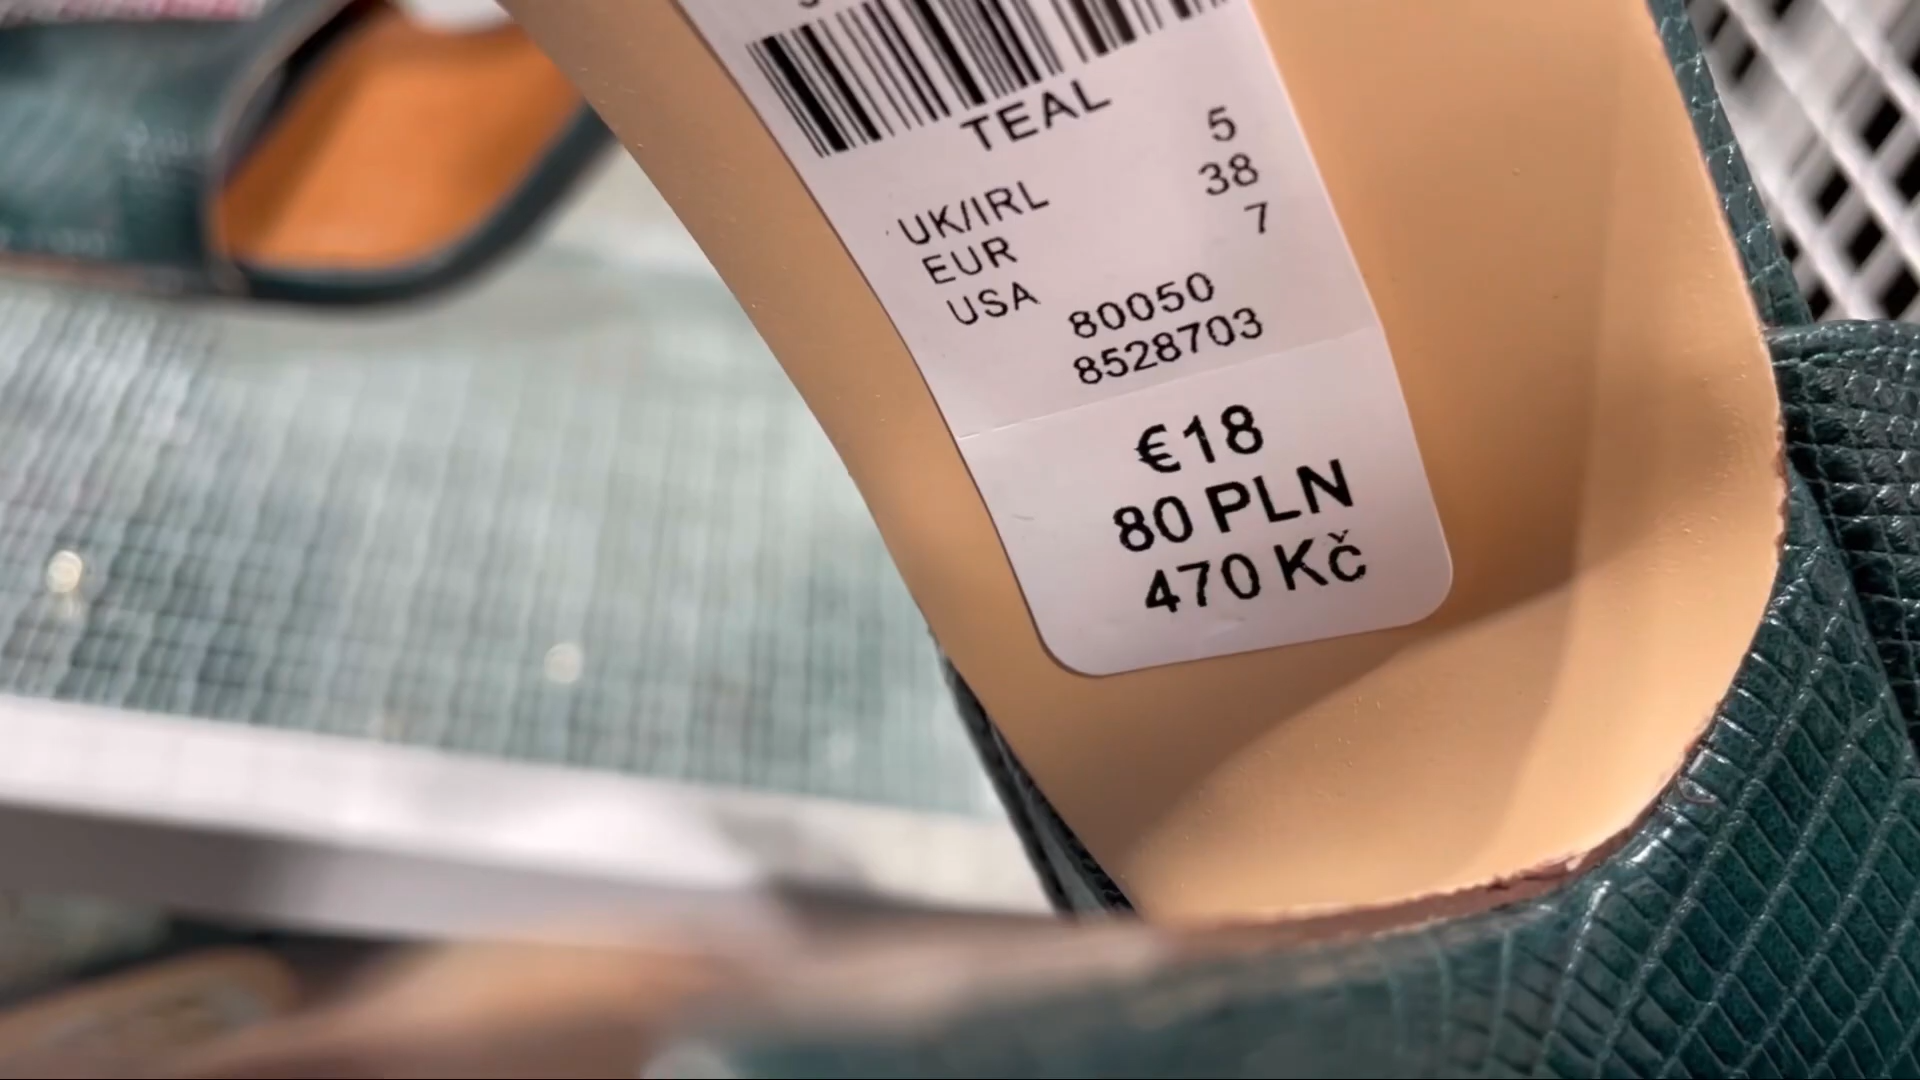 TEAL
UK/IRL 5
EUR 38
USA 7
80050
8528703
€18
80 PLN
470 Kč